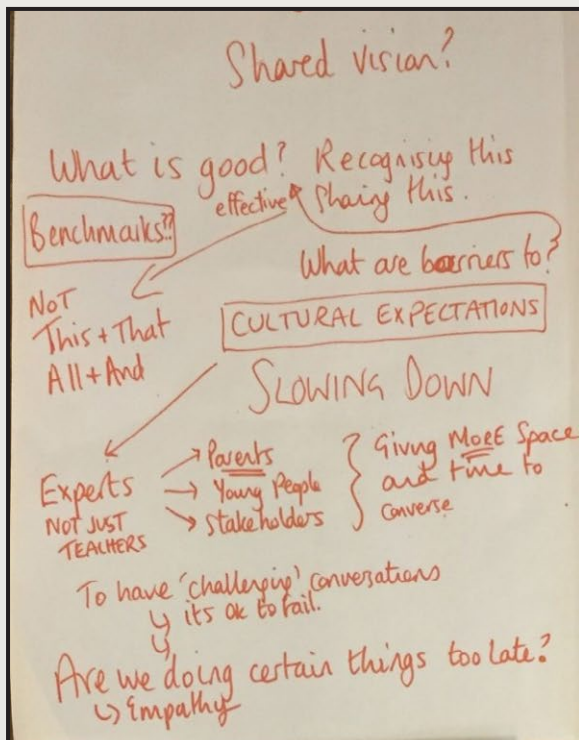 Shared vision?
What is good? Recognising this
effective sharing this.
Benchmarks??
What are barriers to?
NOT
This + That
All + And
CULTURAL EXPECTATIONS
SLOWING DOWN
Experts
NOT JUST
TEACHERS
Parents
Young People
Stakeholders
Giving MORE Space
and time to
converse
To have 'challenging' conversations
its ok to fail.
Are we doing certain things too late?
Empathy